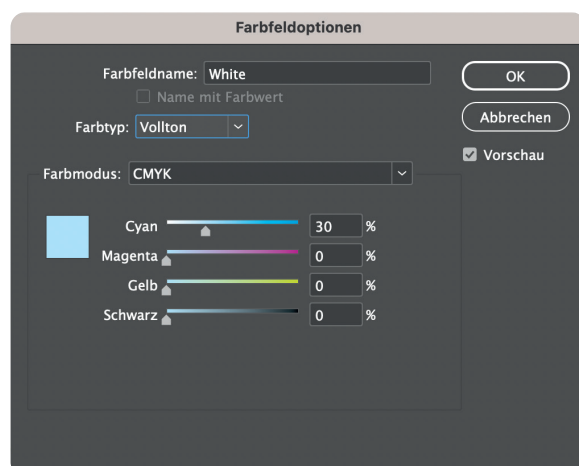 Farbfeldoptionen
Farbfeldname: White
OK
Name mit Farbwert
Abbrechen
Farbtyp: Vollton
Vorschau
Farbmodus: CMYK
Cyan 30 %
Magenta 0 %
Gelb 0 %
Schwarz 0 %